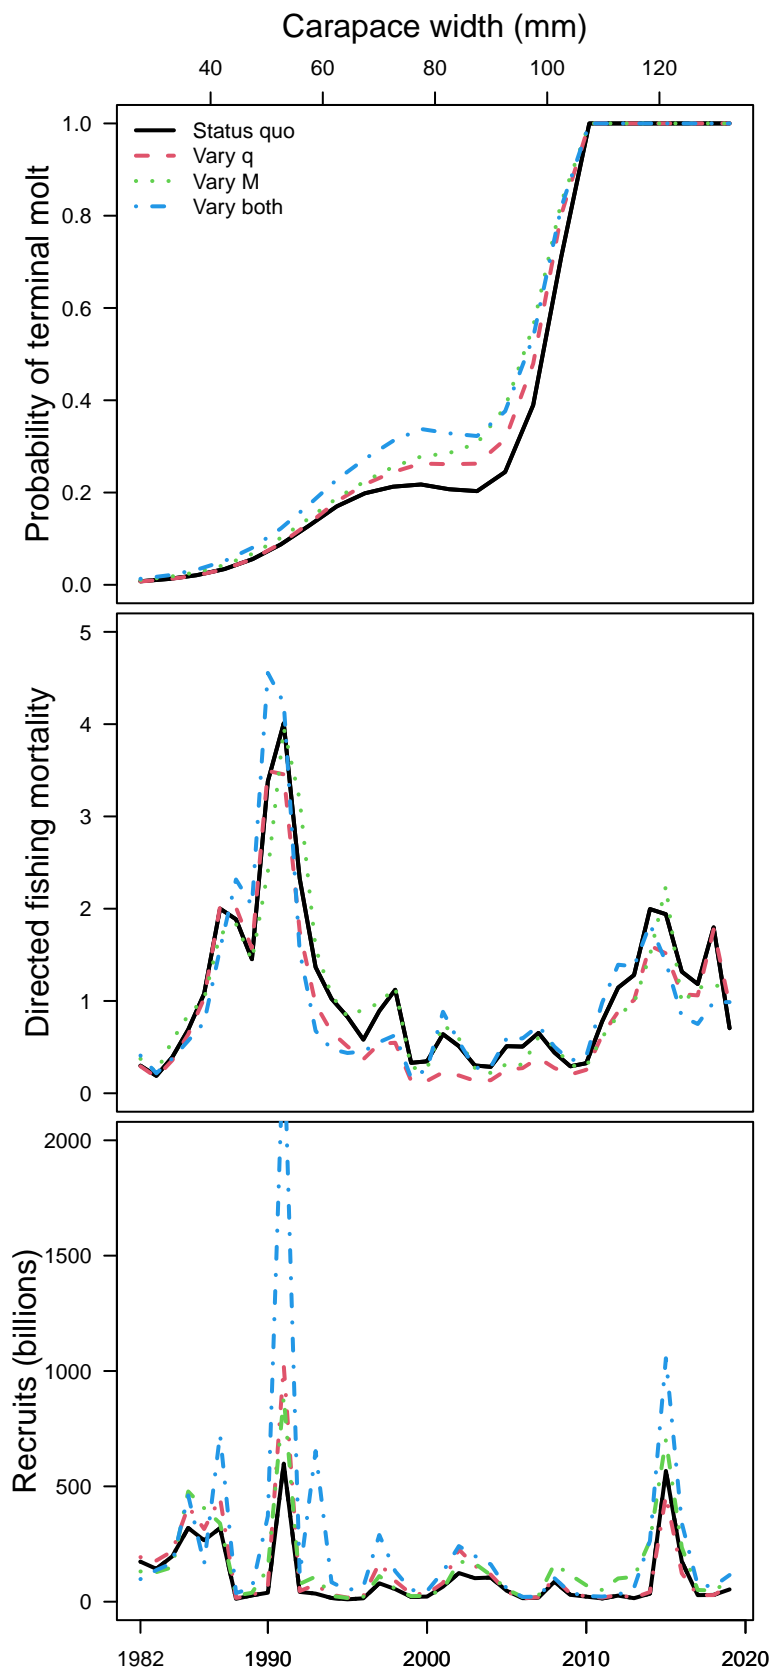 Carapace width (mm)
40 60 80 100 120
Probability of terminal molt
1.0
0.8
0.6
0.4
0.2
0.0
Status quo
Vary q
Vary M
Vary both
Directed fishing mortality
5
4
3
2
1
0
Recruits (billions)
2000
1500
1000
500
0
1982 1990 2000 2010 2020